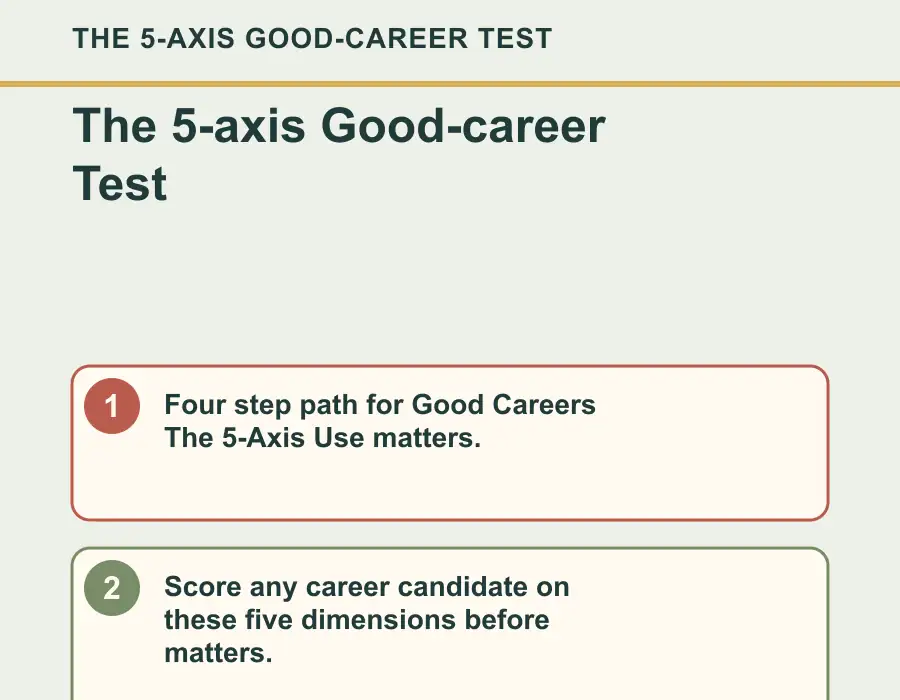 THE 5-AXIS GOOD-CAREER TEST
The 5-axis Good-career
Test
1
Four step path for Good Careers
The 5-Axis Use matters.
2
Score any career candidate on
these five dimensions before
matters.